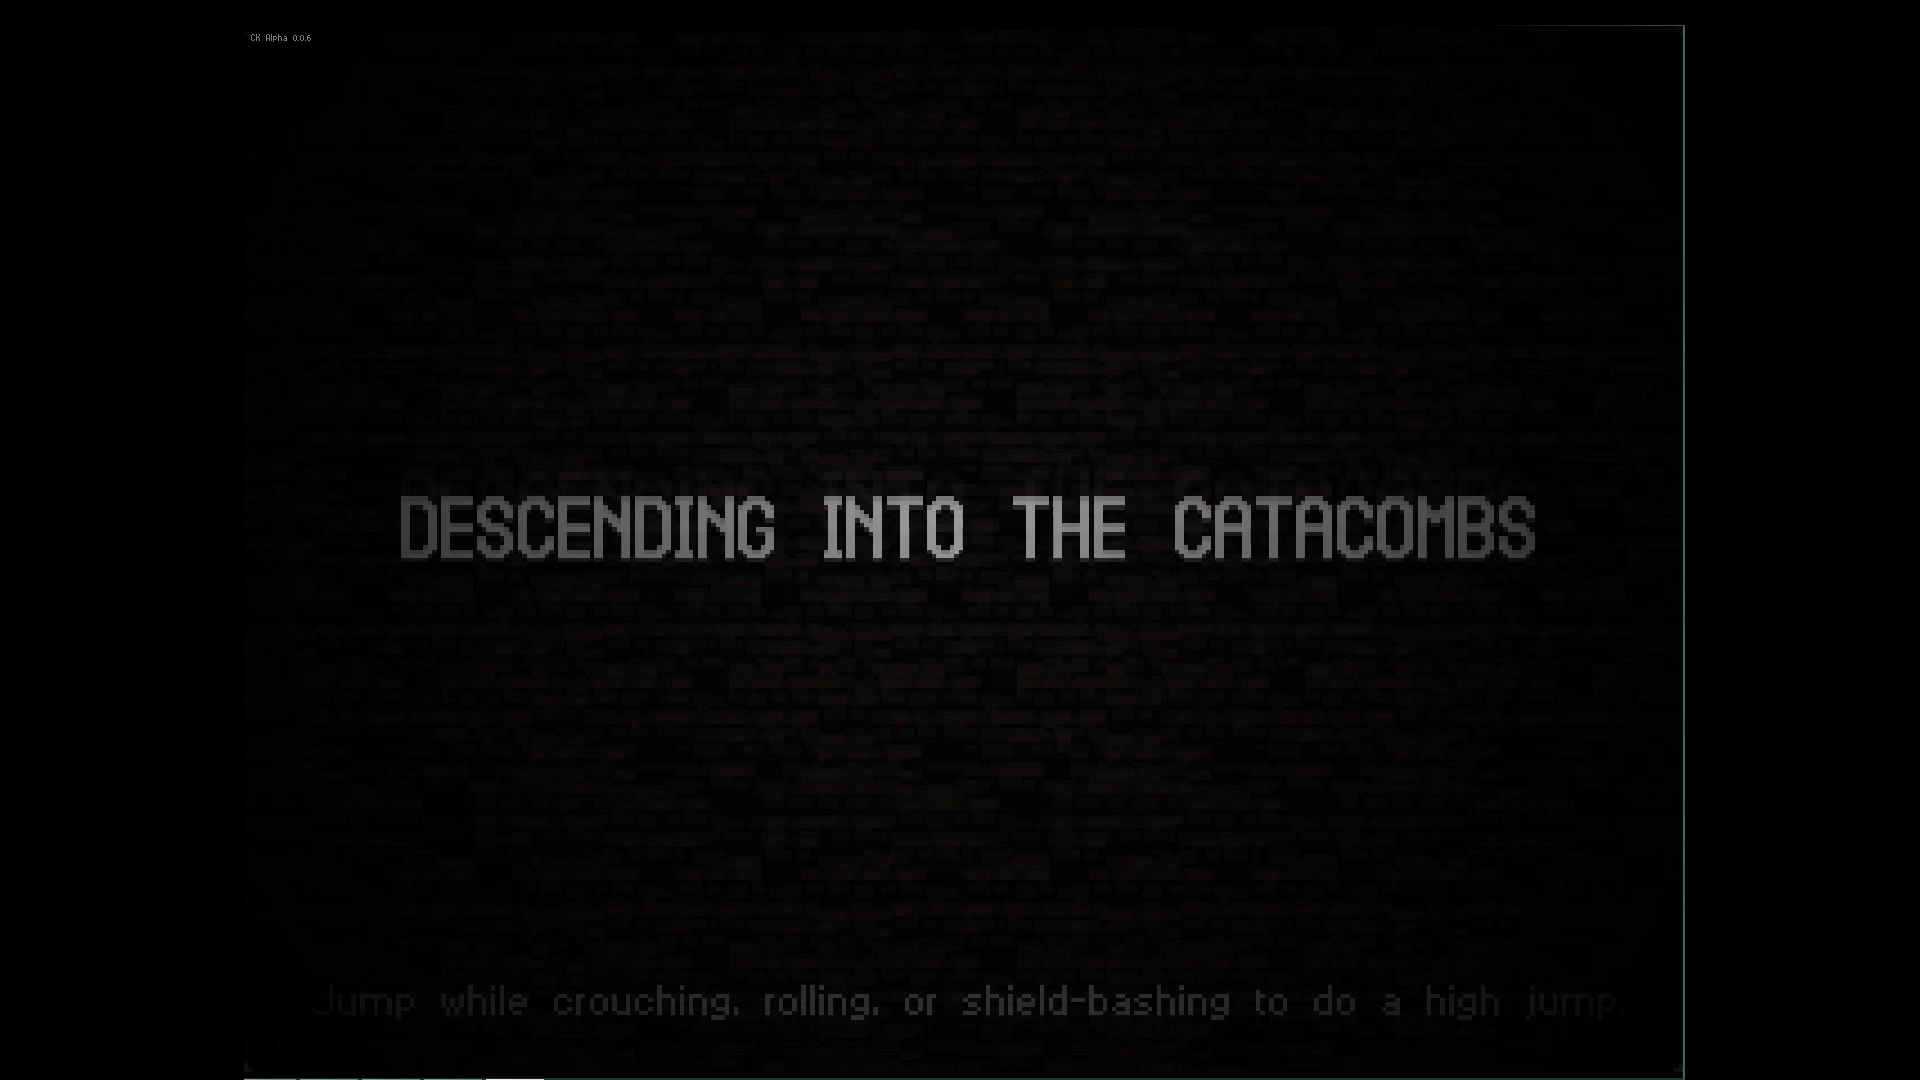 CK Alpha 0.0.6
DESCENDING INTO THE CATACOMBS
Jump while crouching, rolling, or shield-bashing to do a high jump.